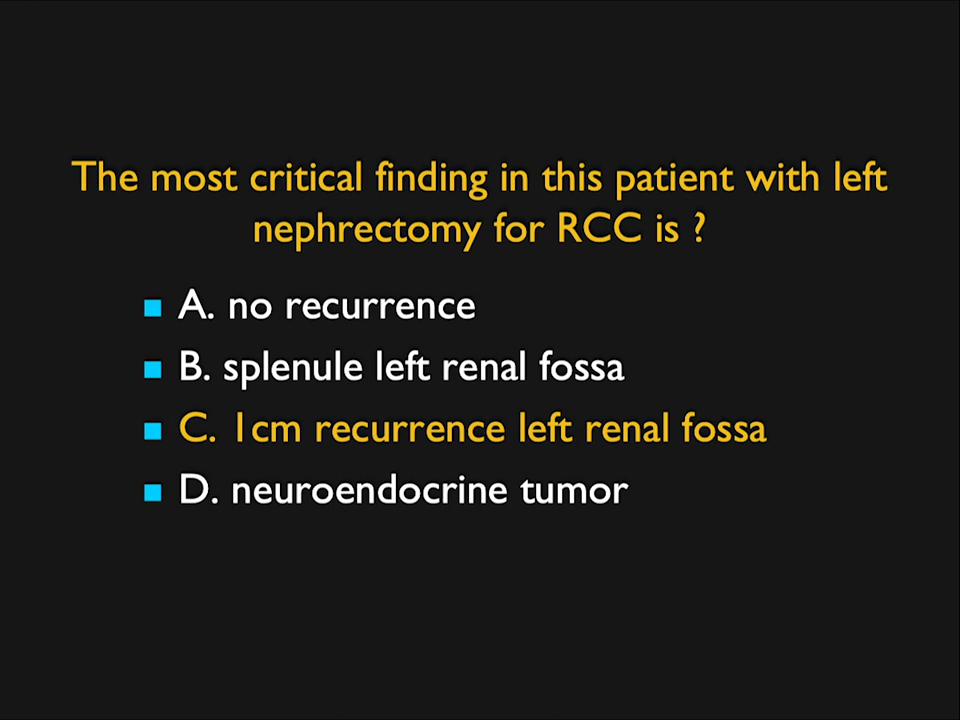 The most critical finding in this patient with left
nephrectomy for RCC is ?
A. no recurrence
B. splenule left renal fossa
C. 1cm recurrence left renal fossa
D. neuroendocrine tumor